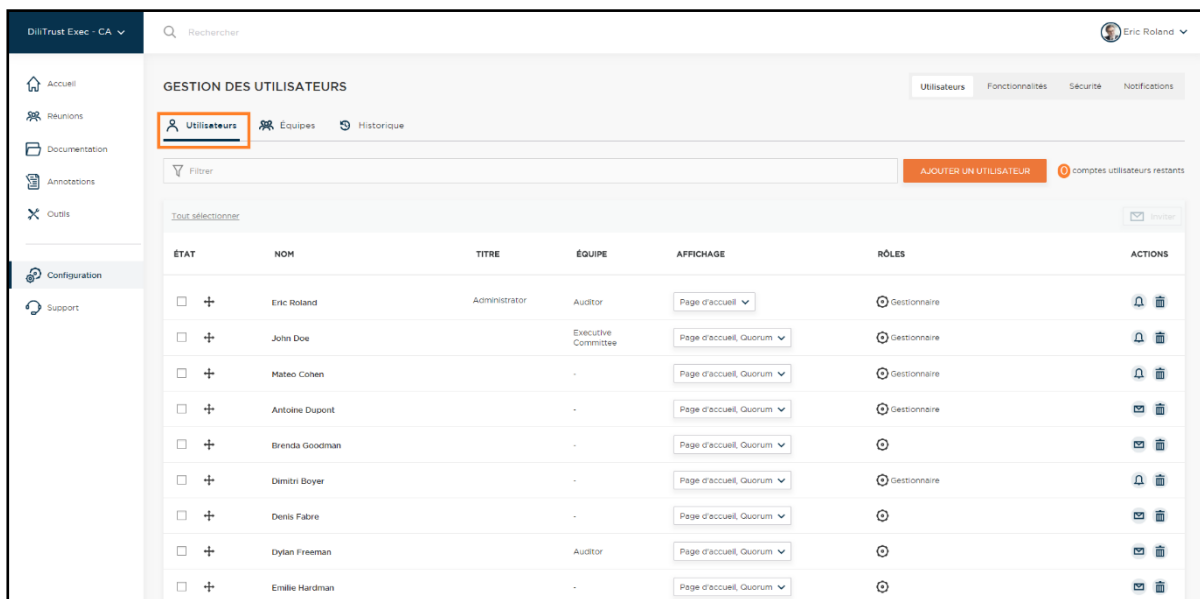 DiliTrust Exec - CA
Rechercher
Eric Roland
Accueil
Réunions
Documentation
Annotations
Outils
Configuration
Support
GESTION DES UTILISATEURS
Utilisateurs Fonctionnalités Sécurité Notifications
Utilisateurs Équipes Historique
Filtrer
AJOUTER UN UTILISATEUR
0 comptes utilisateurs restants
Tout sélectionner
Inviter
ÉTAT NOM TITRE ÉQUIPE AFFICHAGE RÔLES ACTIONS
Eric Roland Administrator Auditor Page d'accueil Gestionnaire
John Doe Executive Committee Page d'accueil, Quorum Gestionnaire
Mateo Cohen - Page d'accueil, Quorum Gestionnaire
Antoine Dupont - Page d'accueil, Quorum Gestionnaire
Brenda Goodman - Page d'accueil, Quorum
Dimitri Boyer - Page d'accueil, Quorum Gestionnaire
Denis Fabre - Page d'accueil, Quorum
Dylan Freeman Auditor Page d'accueil, Quorum
Emilie Hardman - Page d'accueil, Quorum